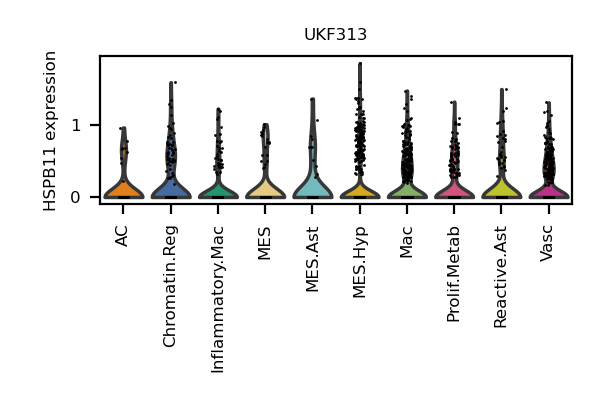 UKF313
HSPB11 expression
1
0
AC
Chromatin.Reg
Inflammatory.Mac
MES
MES.Ast
MES.Hyp
Mac
Prolif.Metab
Reactive.Ast
Vasc